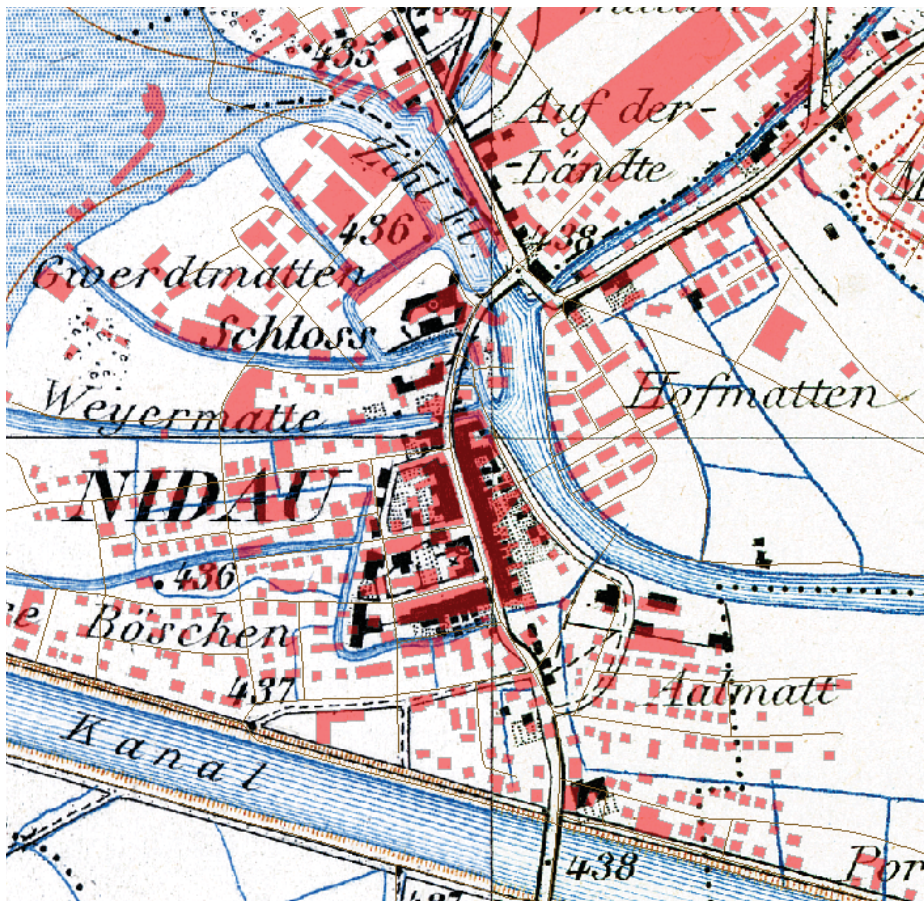 435
Auf der-
-Ländte
Zihl Fl.
436
438
Gwerdtmatten
Schloss
Weyermatte
Hofmatten
NIDAU
436
Böschen
437
Aalmatt
Kanal
438
Por